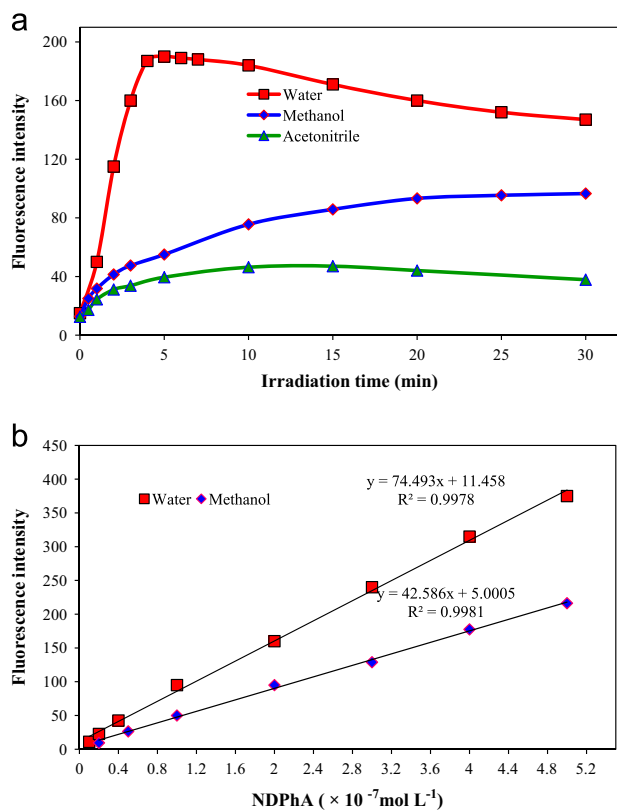 a
Fluorescence intensity
200
160
120
80
40
0
Water
Methanol
Acetonitrile
0 5 10 15 20 25 30
Irradiation time (min)
b
Fluorescence intensity
450
400
350
300
250
200
150
100
50
0
Water Methanol
y = 74.493x + 11.458
R² = 0.9978
y = 42.586x + 5.0005
R² = 0.9981
0 0.4 0.8 1.2 1.6 2 2.4 2.8 3.2 3.6 4 4.4 4.8 5.2
NDPhA ( × 10 ⁻⁷mol L⁻¹)